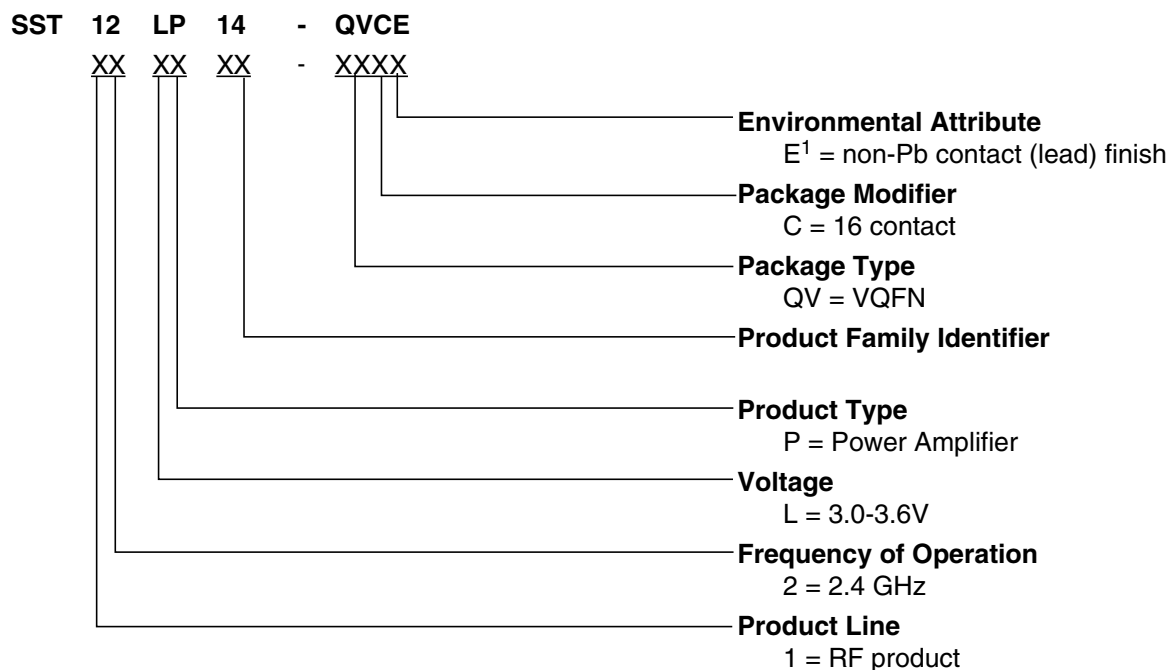 SST 12 LP 14 - QVCE
XX XX XX - XXXX
Environmental Attribute
E¹ = non-Pb contact (lead) finish
Package Modifier
C = 16 contact
Package Type
QV = VQFN
Product Family Identifier
Product Type
P = Power Amplifier
Voltage
L = 3.0-3.6V
Frequency of Operation
2 = 2.4 GHz
Product Line
1 = RF product